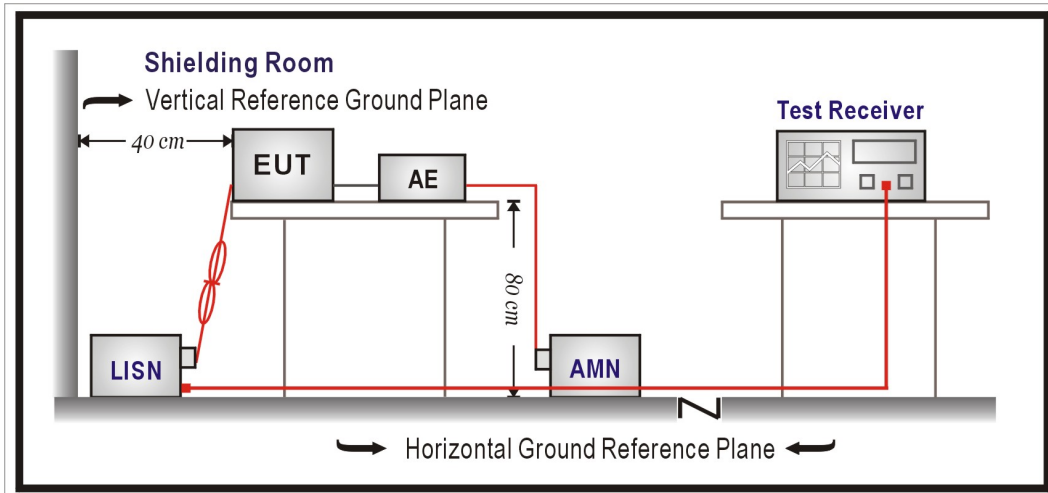 Shielding Room
Vertical Reference Ground Plane
Test Receiver
40 cm
EUT
AE
80 cm
LISN
AMN
Horizontal Ground Reference Plane